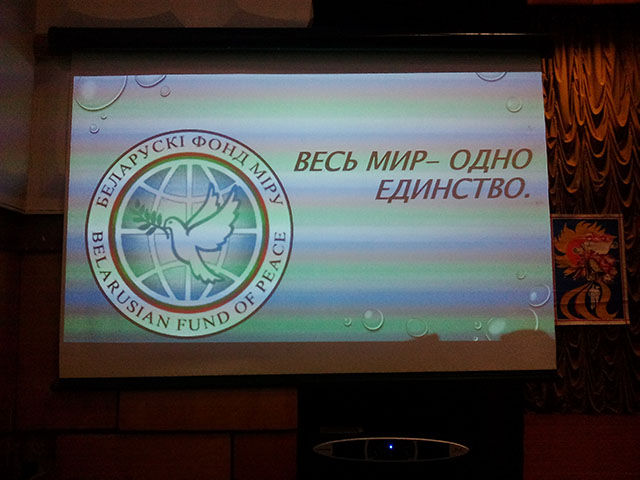 БЕЛАРУСКІ ФОНД МІРУ
BELARUSIAN FUND OF PEACE
ВЕСЬ МИР– ОДНО
ЕДИНСТВО.